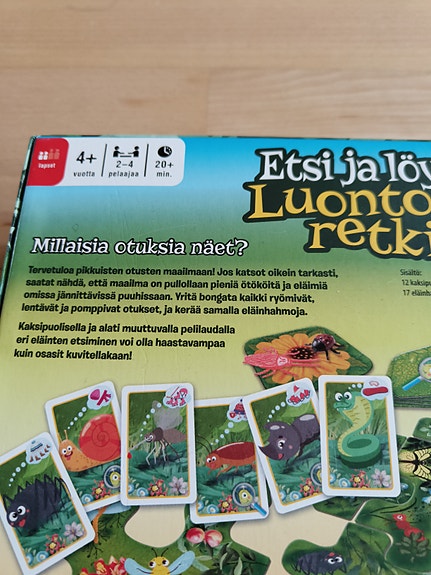 tapset
4+
vuotta
2–4
pelaajaa
20+
min.
Etsi ja löy
Luonto
retki
Millaisia otuksia näet?
Tervetuloa pikkuisten otusten maailmaan! Jos katsot oikein tarkasti,
saatat nähdä, että maailma on pullollaan pieniä ötököitä ja eläimiä
omissa jännittävissä puuhissaan. Yritä bongata kaikki ryömivät,
lentävät ja pomppivat otukset, ja kerää samalla eläinhahmoja.
Kaksipuolisella ja alati muuttuvalla pelilaudalla
eri eläinten etsiminen voi olla haastavampaa
kuin osasit kuvitellakaan!
Sisältö:
12 kaksipu
17 eläinha